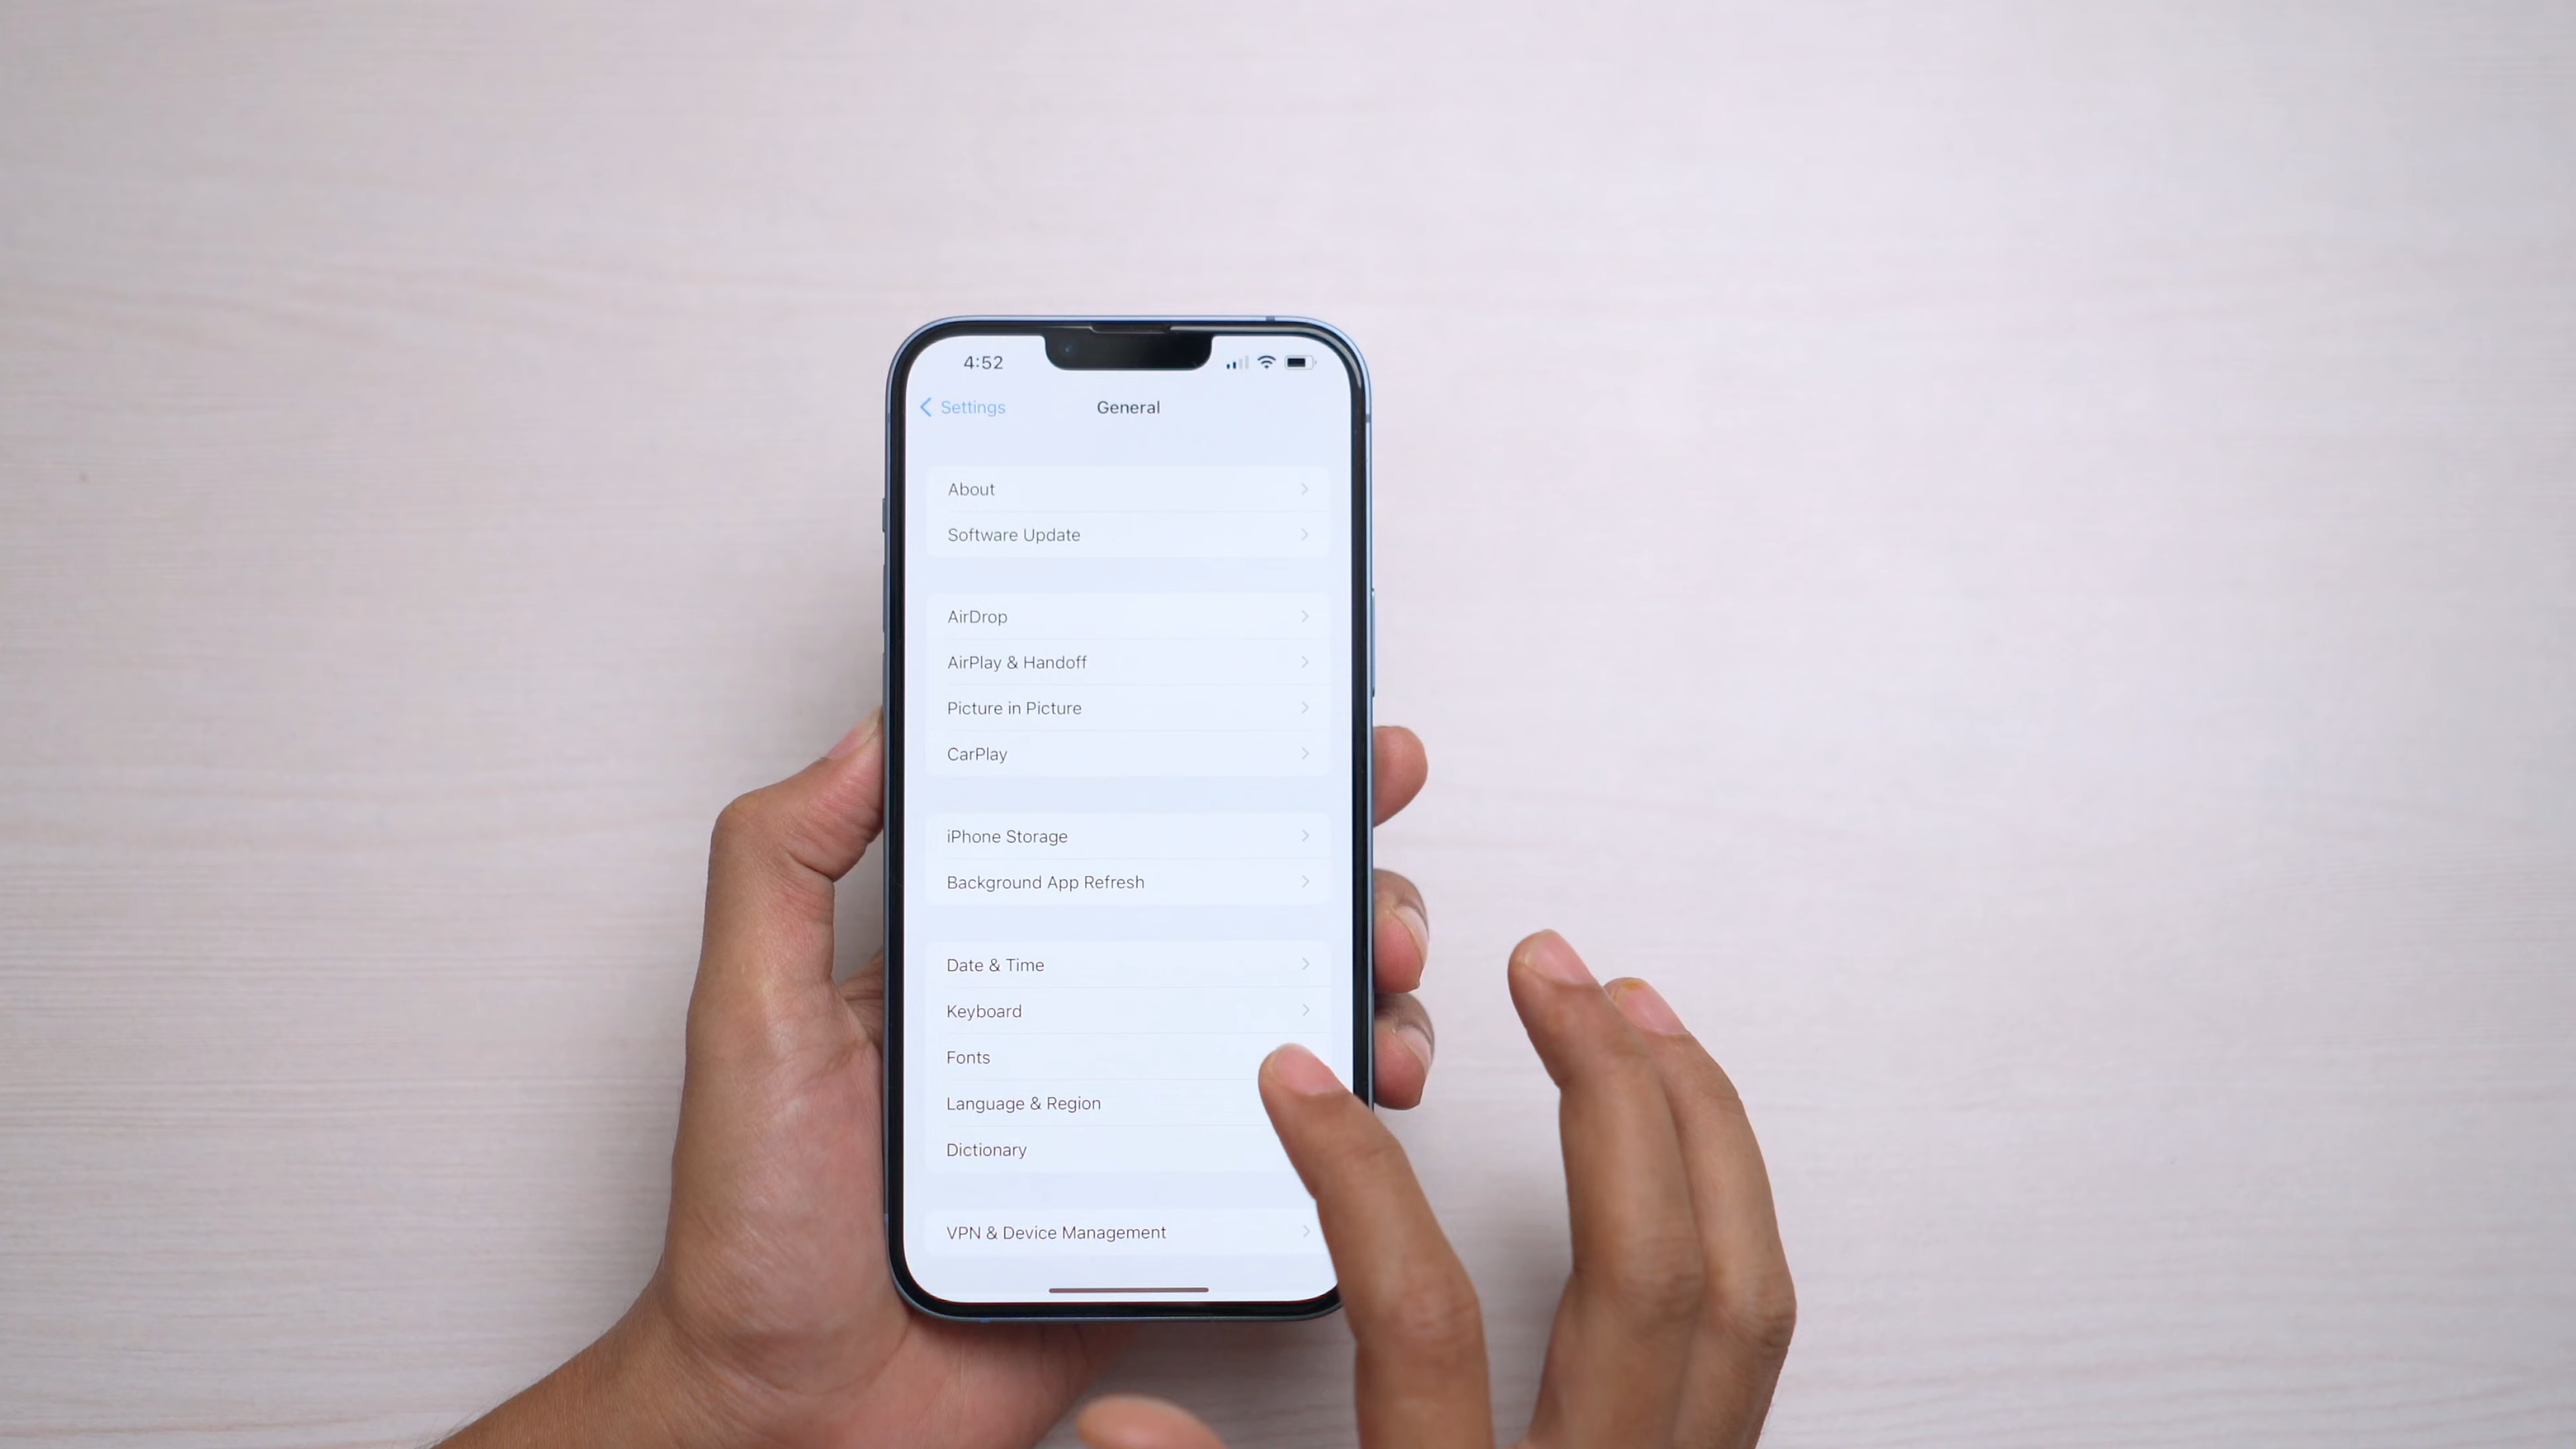 4:52
Settings
General
About
Software Update
AirDrop
AirPlay & Handoff
Picture in Picture
CarPlay
iPhone Storage
Background App Refresh
Date & Time
Keyboard
Fonts
Language & Region
Dictionary
VPN & Device Management